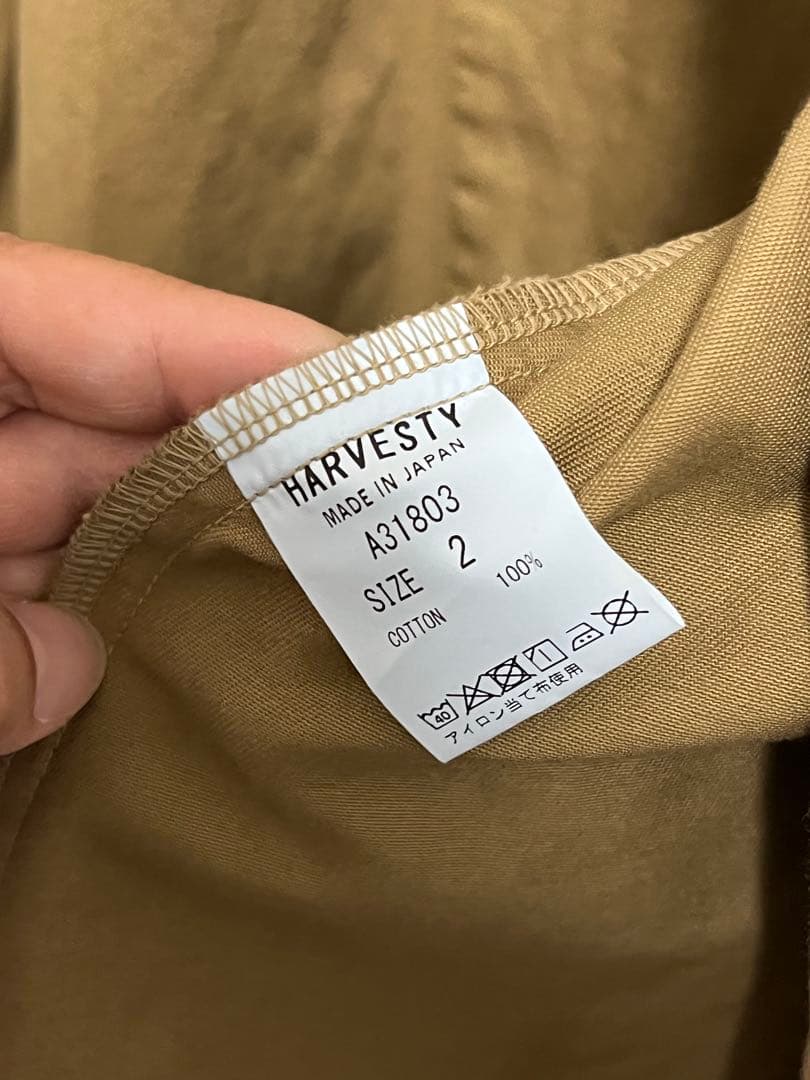 HARVESTY
MADE IN JAPAN
A31803
SIZE 2
COTTON 100%
40
アイロン当て布使用